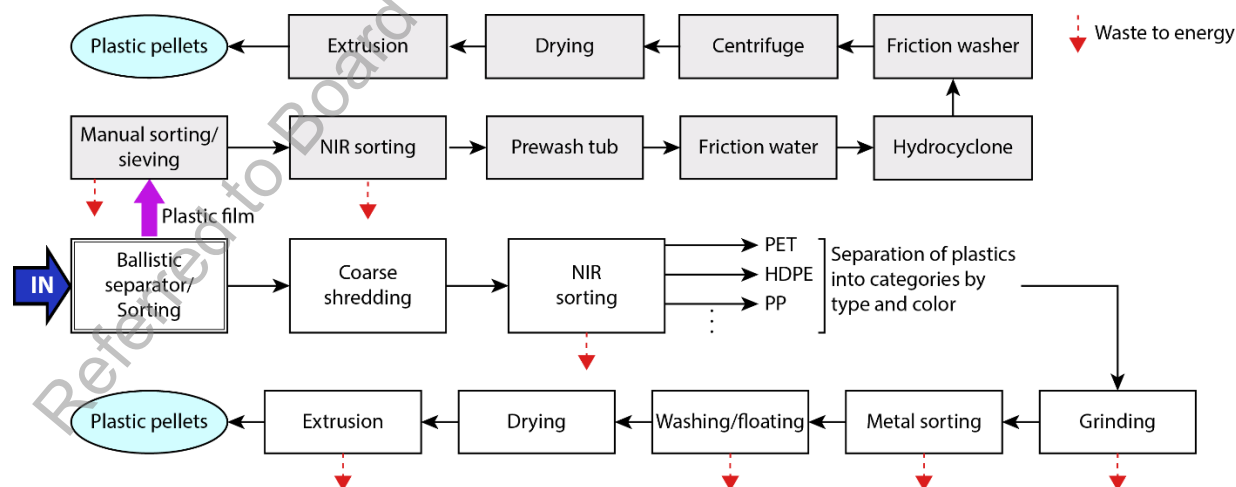 Plastic pellets
Extrusion
Drying
Centrifuge
Friction washer
Waste to energy
Manual sorting/
sieving
NIR sorting
Prewash tub
Friction water
Hydrocyclone
Plastic film
IN
Ballistic
separator/
Sorting
Coarse
shredding
NIR
sorting
PET
HDPE
PP
Separation of plastics
into categories by
type and color
Plastic pellets
Extrusion
Drying
Washing/floating
Metal sorting
Grinding
Referred to Board